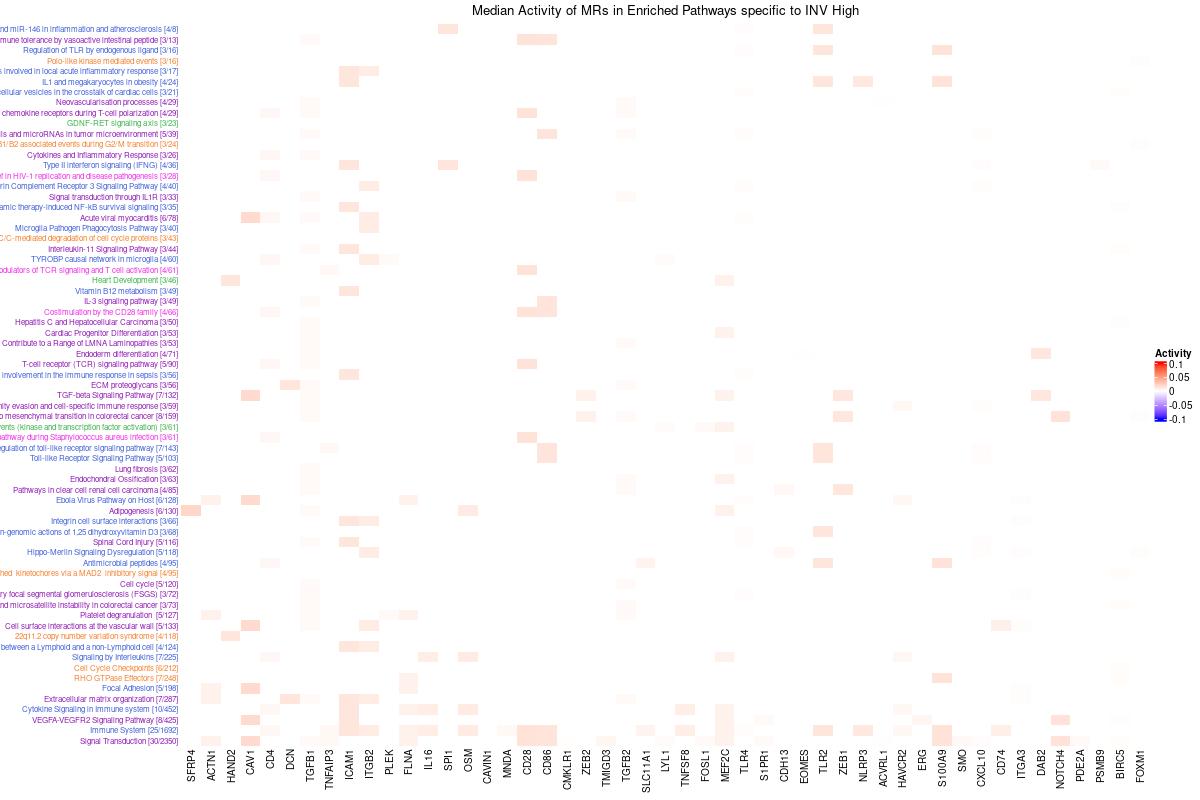 Median Activity of MRs in Enriched Pathways specific to INV High
and miR-146 in inflammation and atherosclerosis [4/8]
mune tolerance by vasoactive intestinal peptide [3/13]
Regulation of TLR by endogenous ligand [3/16]
Polo-like kinase mediated events [3/16]
s involved in local acute inflammatory response [3/17]
IL1 and megakaryocytes in obesity [4/24]
cellular vesicles in the crosstalk of cardiac cells [3/21]
Neovascularisation processes [4/29]
chemokine receptors during T-cell polarization [4/29]
GDNF-RET signaling axis [3/23]
ls and microRNAs in tumor microenvironment [5/39]
B1/B2 associated events during G2/M transition [3/24]
Cytokines and Inflammatory Response [3/26]
Type II interferon signaling (IFNG) [4/36]
ef in HIV-1 replication and disease pathogenesis [3/28]
rin Complement Receptor 3 Signaling Pathway [4/40]
Signal transduction through IL1R [3/33]
amic therapy-induced NF-kB survival signaling [3/35]
Acute viral myocarditis [6/78]
Microglia Pathogen Phagocytosis Pathway [3/40]
C/C-mediated degradation of cell cycle proteins [3/43]
Interleukin-11 Signaling Pathway [3/44]
TYROBP causal network in microglia [4/60]
odulators of TCR signaling and T cell activation [4/61]
Heart Development [3/46]
Vitamin B12 metabolism [3/49]
IL-3 signaling pathway [3/49]
Costimulation by the CD28 family [4/66]
Hepatitis C and Hepatocellular Carcinoma [3/50]
Cardiac Progenitor Differentiation [3/53]
Contribute to a Range of LMNA Laminopathies [3/53]
Endoderm differentiation [4/71]
T-cell receptor (TCR) signaling pathway [5/90]
involvement in the immune response in sepsis [3/56]
ECM proteoglycans [3/56]
TGF-beta Signaling Pathway [7/132]
nity evasion and cell-specific immune response [3/59]
o mesenchymal transition in colorectal cancer [8/159]
ents (kinase and transcription factor activation) [3/61]
pathway during Staphylococcus aureus infection [3/61]
egulation of toll-like receptor signaling pathway [7/143]
Toll-like Receptor Signaling Pathway [5/103]
Lung fibrosis [3/62]
Endochondral Ossification [3/63]
Pathways in clear cell renal cell carcinoma [4/85]
Ebola Virus Pathway on Host [6/128]
Adipogenesis [6/130]
Integrin cell surface interactions [3/66]
on-genomic actions of 1,25 dihydroxyvitamin D3 [3/68]
Spinal Cord Injury [5/116]
Hippo-Merlin Signaling Dysregulation [5/118]
Antimicrobial peptides [4/95]
hed kinetochores via a MAD2 inhibitory signal [4/95]
Cell cycle [5/120]
ry focal segmental glomerulosclerosis (FSGS) [3/72]
and microsatellite instability in colorectal cancer [3/73]
Platelet degranulation [5/127]
Cell surface interactions at the vascular wall [5/133]
22q11.2 copy number variation syndrome [4/118]
between a Lymphoid and a non-Lymphoid cell [4/124]
Signaling by Interleukins [7/225]
Cell Cycle Checkpoints [6/212]
RHO GTPase Effectors [7/248]
Focal Adhesion [5/198]
Extracellular matrix organization [7/287]
Cytokine Signaling in Immune system [10/452]
VEGFA-VEGFR2 Signaling Pathway [8/425]
Immune System [25/1692]
Signal Transduction [30/2350]
SFRP4
ACTN1
HAND2
CAV1
CD4
DCN
TGFB1
TNFAIP3
ICAM1
ITGB2
PLEK
FLNA
IL16
SPI1
OSM
CAVIN1
MNDA
CD28
CD86
CMKLR1
ZEB2
TMIGD3
TGFB2
SLC11A1
LYL1
TNFSF8
FOSL1
MEF2C
TLR4
S1PR1
CDH13
EOMES
TLR2
ZEB1
NLRP3
ACVRL1
HAVCR2
ERG
S100A9
SMO
CXCL10
CD74
ITGA3
DAB2
NOTCH4
PDE2A
PSMB9
BIRC5
FOXM1
Activity
0.1
0.05
0
-0.05
-0.1